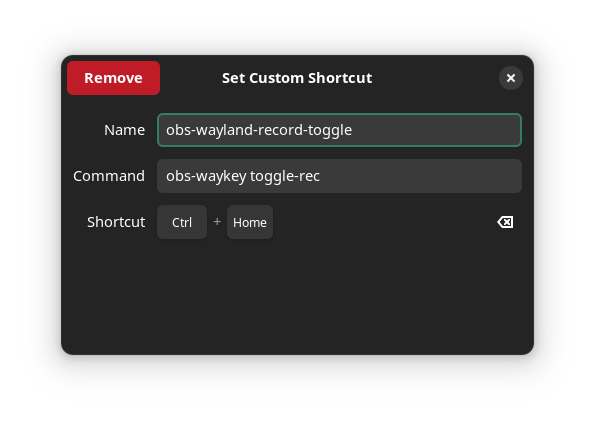 Remove Set Custom Shortcut
Name obs-wayland-record-toggle
Command obs-waykey toggle-rec
Shortcut Ctrl + Home